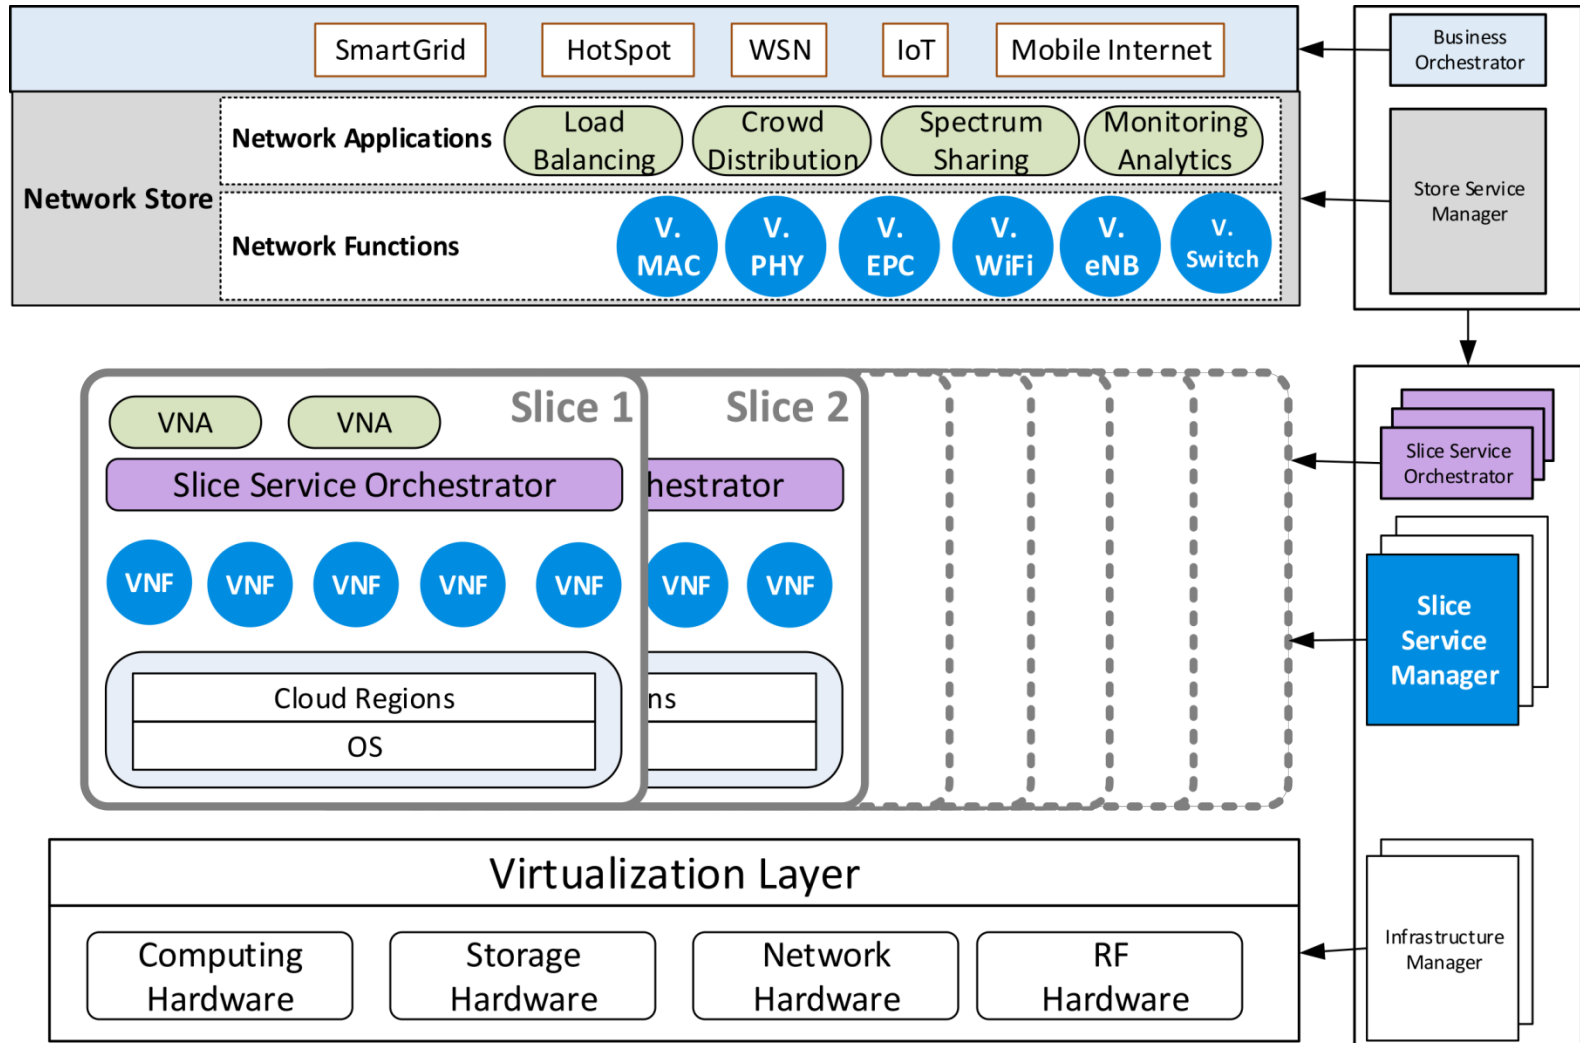 SmartGrid
HotSpot
WSN
IoT
Mobile Internet
Business
Orchestrator
Network Store
Network Applications
Load
Balancing
Crowd
Distribution
Spectrum
Sharing
Monitoring
Analytics
Network Functions
V.
MAC
V.
PHY
V.
EPC
V.
WiFi
V.
eNB
V.
Switch
Store Service
Manager
Slice 1
VNA
VNA
Slice Service Orchestrator
VNF
VNF
VNF
VNF
VNF
Cloud Regions
OS
Slice 2
hestrator
VNF
VNF
ns
Slice Service
Orchestrator
Slice
Service
Manager
Virtualization Layer
Computing
Hardware
Storage
Hardware
Network
Hardware
RF
Hardware
Infrastructure
Manager